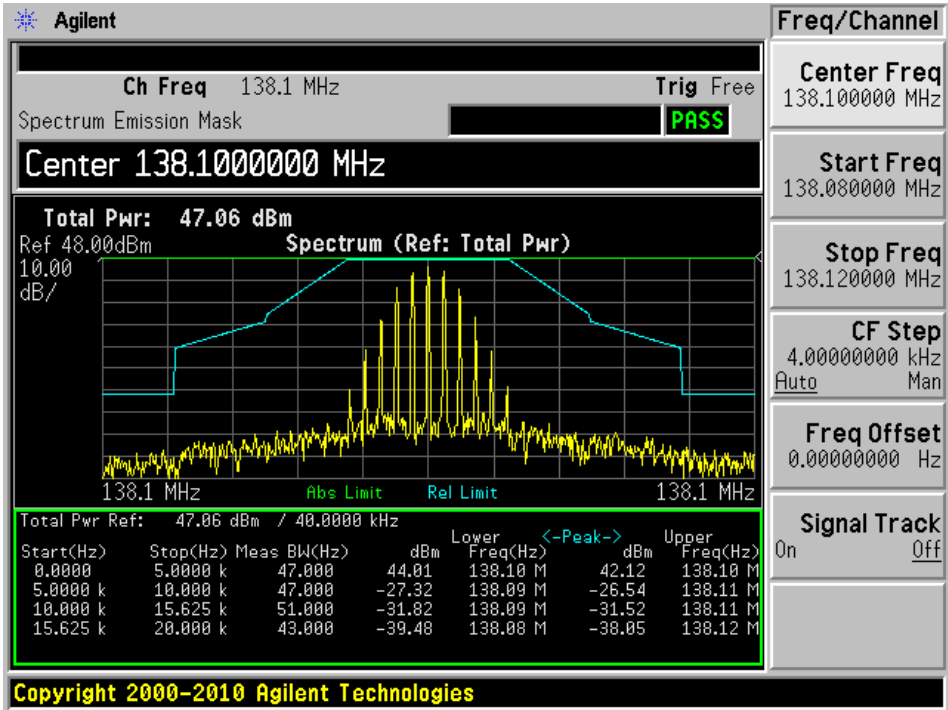 Agilent
Freq/Channel
Ch Freq 138.1 MHz Trig Free
Spectrum Emission Mask PASS
Center 138.1000000 MHz
Total Pwr: 47.06 dBm
Ref 48.00dBm Spectrum (Ref: Total Pwr)
10.00
dB/
138.1 MHz Abs Limit Rel Limit 138.1 MHz
Total Pwr Ref: 47.06 dBm / 40.0000 kHz
Lower <-Peak-> Upper
Start(Hz) Stop(Hz) Meas BW(Hz) dBm Freq(Hz) dBm Freq(Hz)
0.0000 5.0000 k 47.000 44.01 138.10 M 42.12 138.10 M
5.0000 k 10.000 k 47.000 -27.32 138.09 M -26.54 138.11 M
10.000 k 15.625 k 51.000 -31.82 138.09 M -31.52 138.11 M
15.625 k 20.000 k 43.000 -39.48 138.08 M -38.05 138.12 M
Center Freq
138.100000 MHz
Start Freq
138.080000 MHz
Stop Freq
138.120000 MHz
CF Step
4.00000000 kHz
Auto Man
Freq Offset
0.00000000 Hz
Signal Track
On Off
Copyright 2000-2010 Agilent Technologies